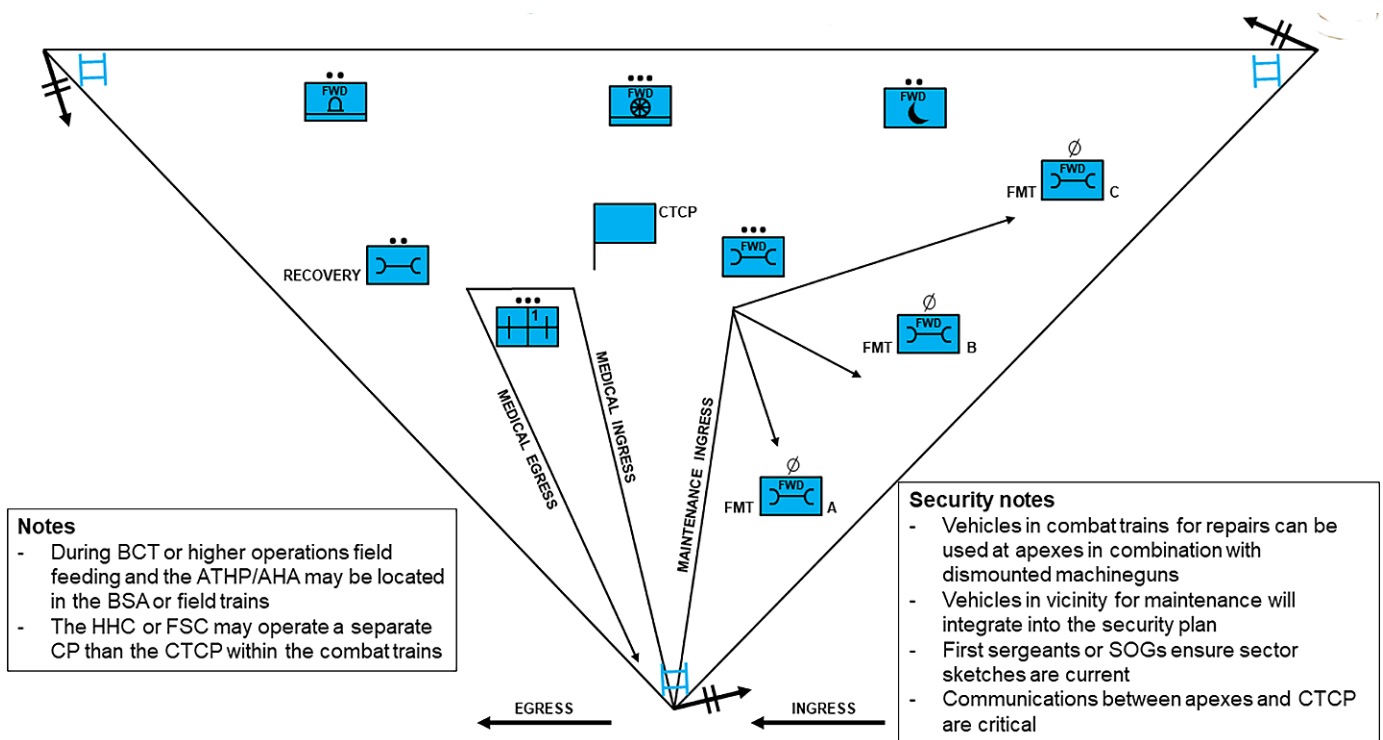 FWD
FWD
FWD
FWD
FMT
C
CTCP
FWD
RECOVERY
1
FWD
FMT
B
MEDICAL INGRESS
MEDICAL EGRESS
MAINTENANCE INGRESS
FWD
FMT
A
Notes
- During BCT or higher operations field
feeding and the ATHP/AHA may be located
in the BSA or field trains
- The HHC or FSC may operate a separate
CP than the CTCP within the combat trains
Security notes
- Vehicles in combat trains for repairs can be
used at apexes in combination with
dismounted machineguns
- Vehicles in vicinity for maintenance will
integrate into the security plan
- First sergeants or SOGs ensure sector
sketches are current
- Communications between apexes and CTCP
are critical
EGRESS
INGRESS